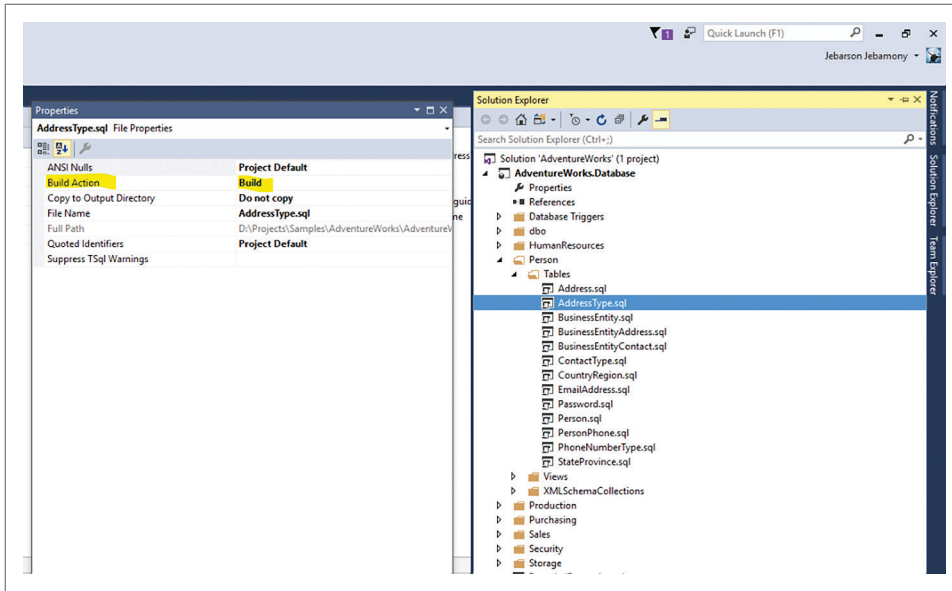 1
Quick Launch (F1)
Jebarson Jebamony
Properties
AddressType.sql File Properties
ANSI Nulls Project Default
Build Action Build
Copy to Output Directory Do not copy
File Name AddressType.sql
Full Path D:\Projects\Samples\AdventureWorks\AdventureW
Quoted Identifiers Project Default
Suppress TSql Warnings
ress
guid
ne
Solution Explorer
Search Solution Explorer (Ctrl+;)
Solution 'AdventureWorks' (1 project)
AdventureWorks.Database
Properties
References
Database Triggers
dbo
HumanResources
Person
Tables
Address.sql
AddressType.sql
BusinessEntity.sql
BusinessEntityAddress.sql
BusinessEntityContact.sql
ContactType.sql
CountryRegion.sql
EmailAddress.sql
Password.sql
Person.sql
PersonPhone.sql
PhoneNumberType.sql
StateProvince.sql
Views
XMLSchemaCollections
Production
Purchasing
Sales
Security
Storage
Notifications
Solution Explorer
Team Explorer